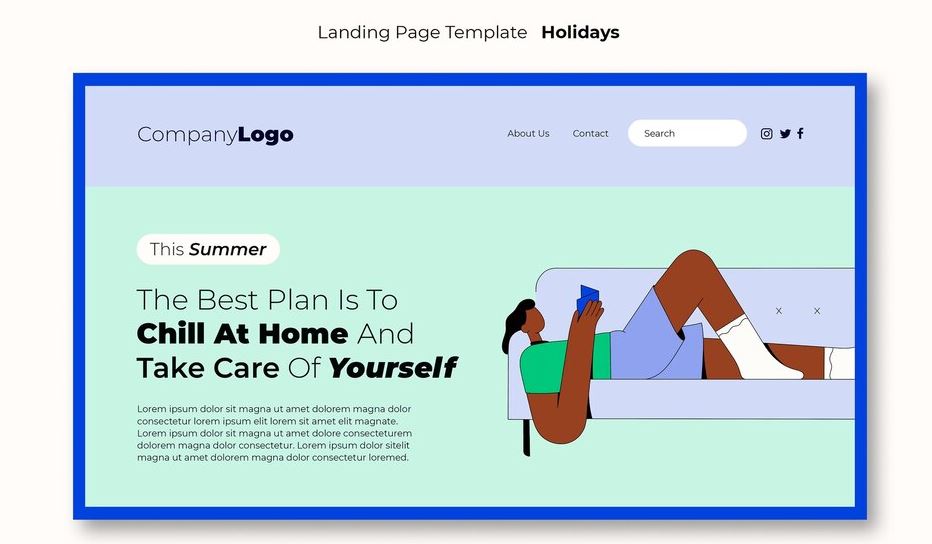 Landing Page Template Holidays
CompanyLogo
About Us
Contact
Search
This Summer
The Best Plan Is To
Chill At Home And
Take Care Of Yourself
Lorem ipsum dolor sit magna ut amet dolorem magna dolor
consectetur lorem ipsum elit lorem sit amet elit magnate.
Lorem ipsum dolor sit magna ut amet dolore consecteturem
dolorem magna dolor consectetur. Lorem ipsum dolor sitelit
magna ut amet dolorem magna dolor consectetur loremed.